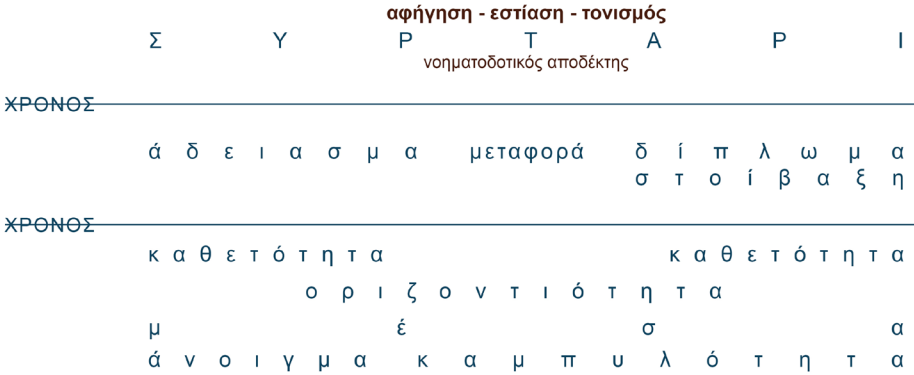 αφήγηση - εστίαση - τονισμός
Σ Υ Ρ Τ Α Ρ Ι
νοηματοδοτικός αποδέκτης
ΧΡΟΝΟΣ
ά δ ε ι α σ μ α μεταφορά δ ί π λ ω μ α
σ τ ο ί β α ξ η
ΧΡΟΝΟΣ
κ α θ ε τ ό τ η τ α κ α θ ε τ ό τ η τ α
ο ρ ι ζ ο ν τ ι ό τ η τ α
μ έ σ α
ά ν ο ι γ μ α κ α μ π υ λ ό τ η τ α